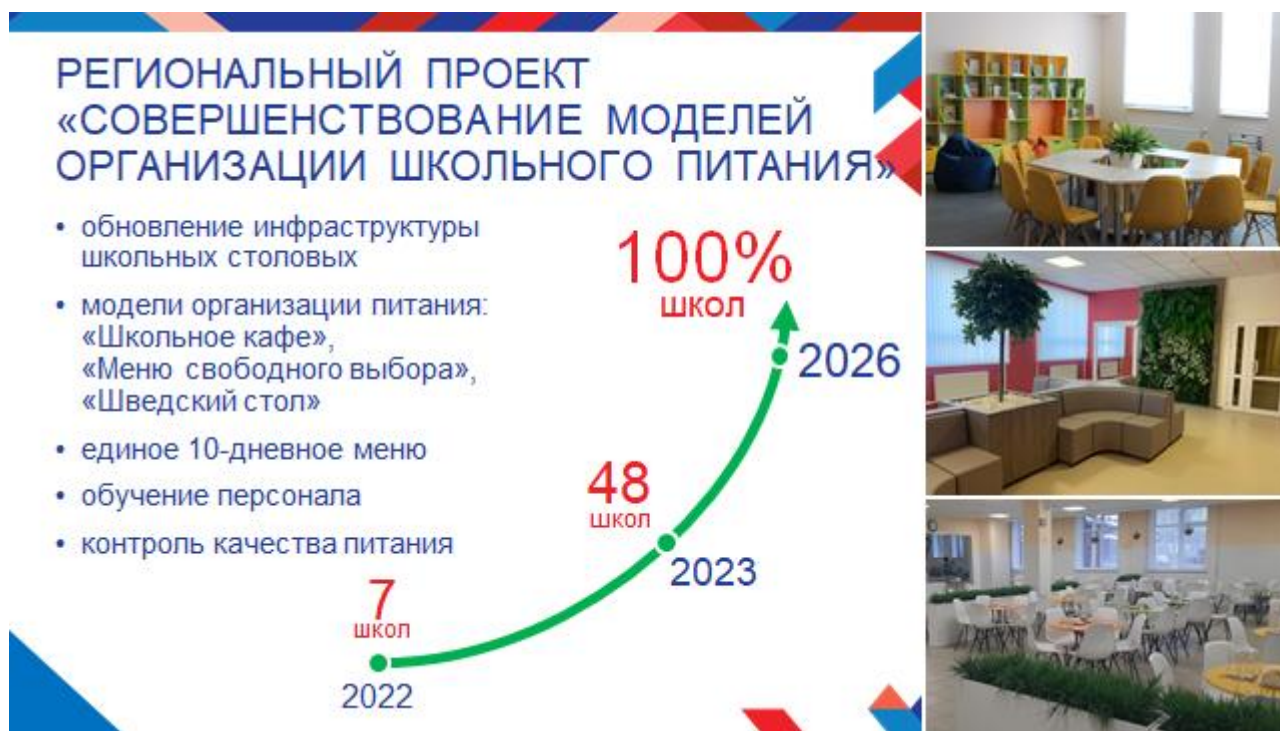 РЕГИОНАЛЬНЫЙ ПРОЕКТ
«СОВЕРШЕНСТВОВАНИЕ МОДЕЛЕЙ
ОРГАНИЗАЦИИ ШКОЛЬНОГО ПИТАНИЯ»
• обновление инфраструктуры
школьных столовых
• модели организации питания:
«Школьное кафе»,
«Меню свободного выбора»,
«Шведский стол»
• единое 10-дневное меню
• обучение персонала
• контроль качества питания
100%
школ
2026
48
школ
2023
7
школ
2022